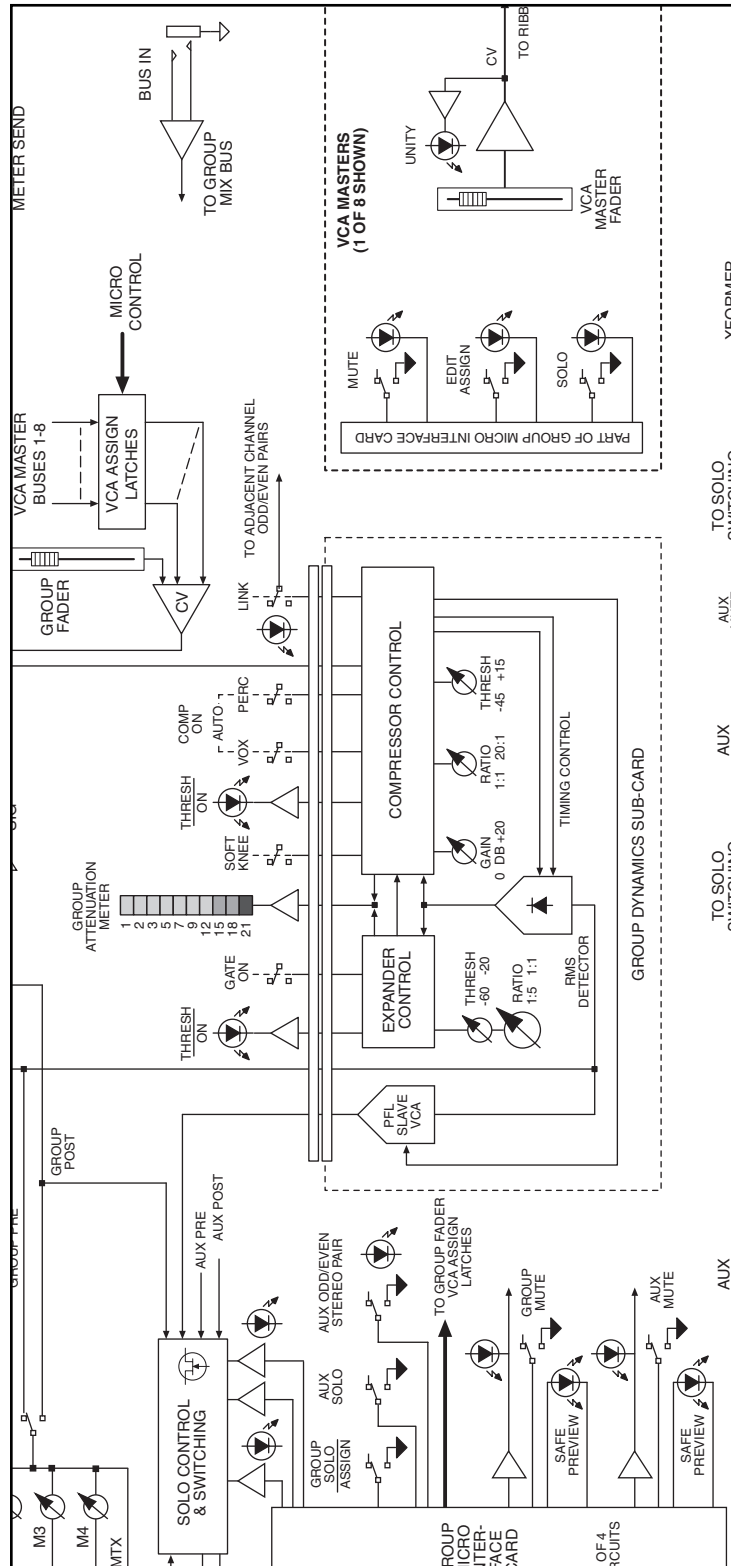 METER SEND
BUS IN
TO GROUP
MIX BUS
MICRO
CONTROL
VCA MASTER
BUSES 1-8
VCA ASSIGN
LATCHES
GROUP
FADER
CV
TO ADJACENT CHANNEL
ODD/EVEN PAIRS
LINK
CV
UNITY
VCA MASTERS
(1 OF 8 SHOWN)
VCA
MASTER
FADER
MUTE
EDIT
ASSIGN
SOLO
PART OF GROUP MICRO INTERFACE CARD
COMP
ON
AUTO
PERC
VOX
THRESH
ON
SOFT
KNEE
GROUP
ATTENUATION
METER
1
2
3
5
7
9
12
15
18
21
GATE
ON
THRESH
ON
COMPRESSOR CONTROL
THRESH
-45 +15
RATIO
1:1 20:1
GAIN
0 DB +20
TIMING CONTROL
EXPANDER
CONTROL
THRESH
-60 -20
RATIO
1:5 1:1
RMS
DETECTOR
GROUP DYNAMICS SUB-CARD
PFL
SLAVE
VCA
GROUP
POST
AUX PRE
AUX POST
SOLO CONTROL
& SWITCHING
M3
M4
MTX
AUX ODD/EVEN
STEREO PAIR
AUX
SOLO
GROUP
SOLO
ASSIGN
TO GROUP FADER
VCA ASSIGN
LATCHES
GROUP
MUTE
SAFE
PREVIEW
AUX
MUTE
SAFE
PREVIEW
TO SOLO
AUX
AUX
TO SOLO
AUX